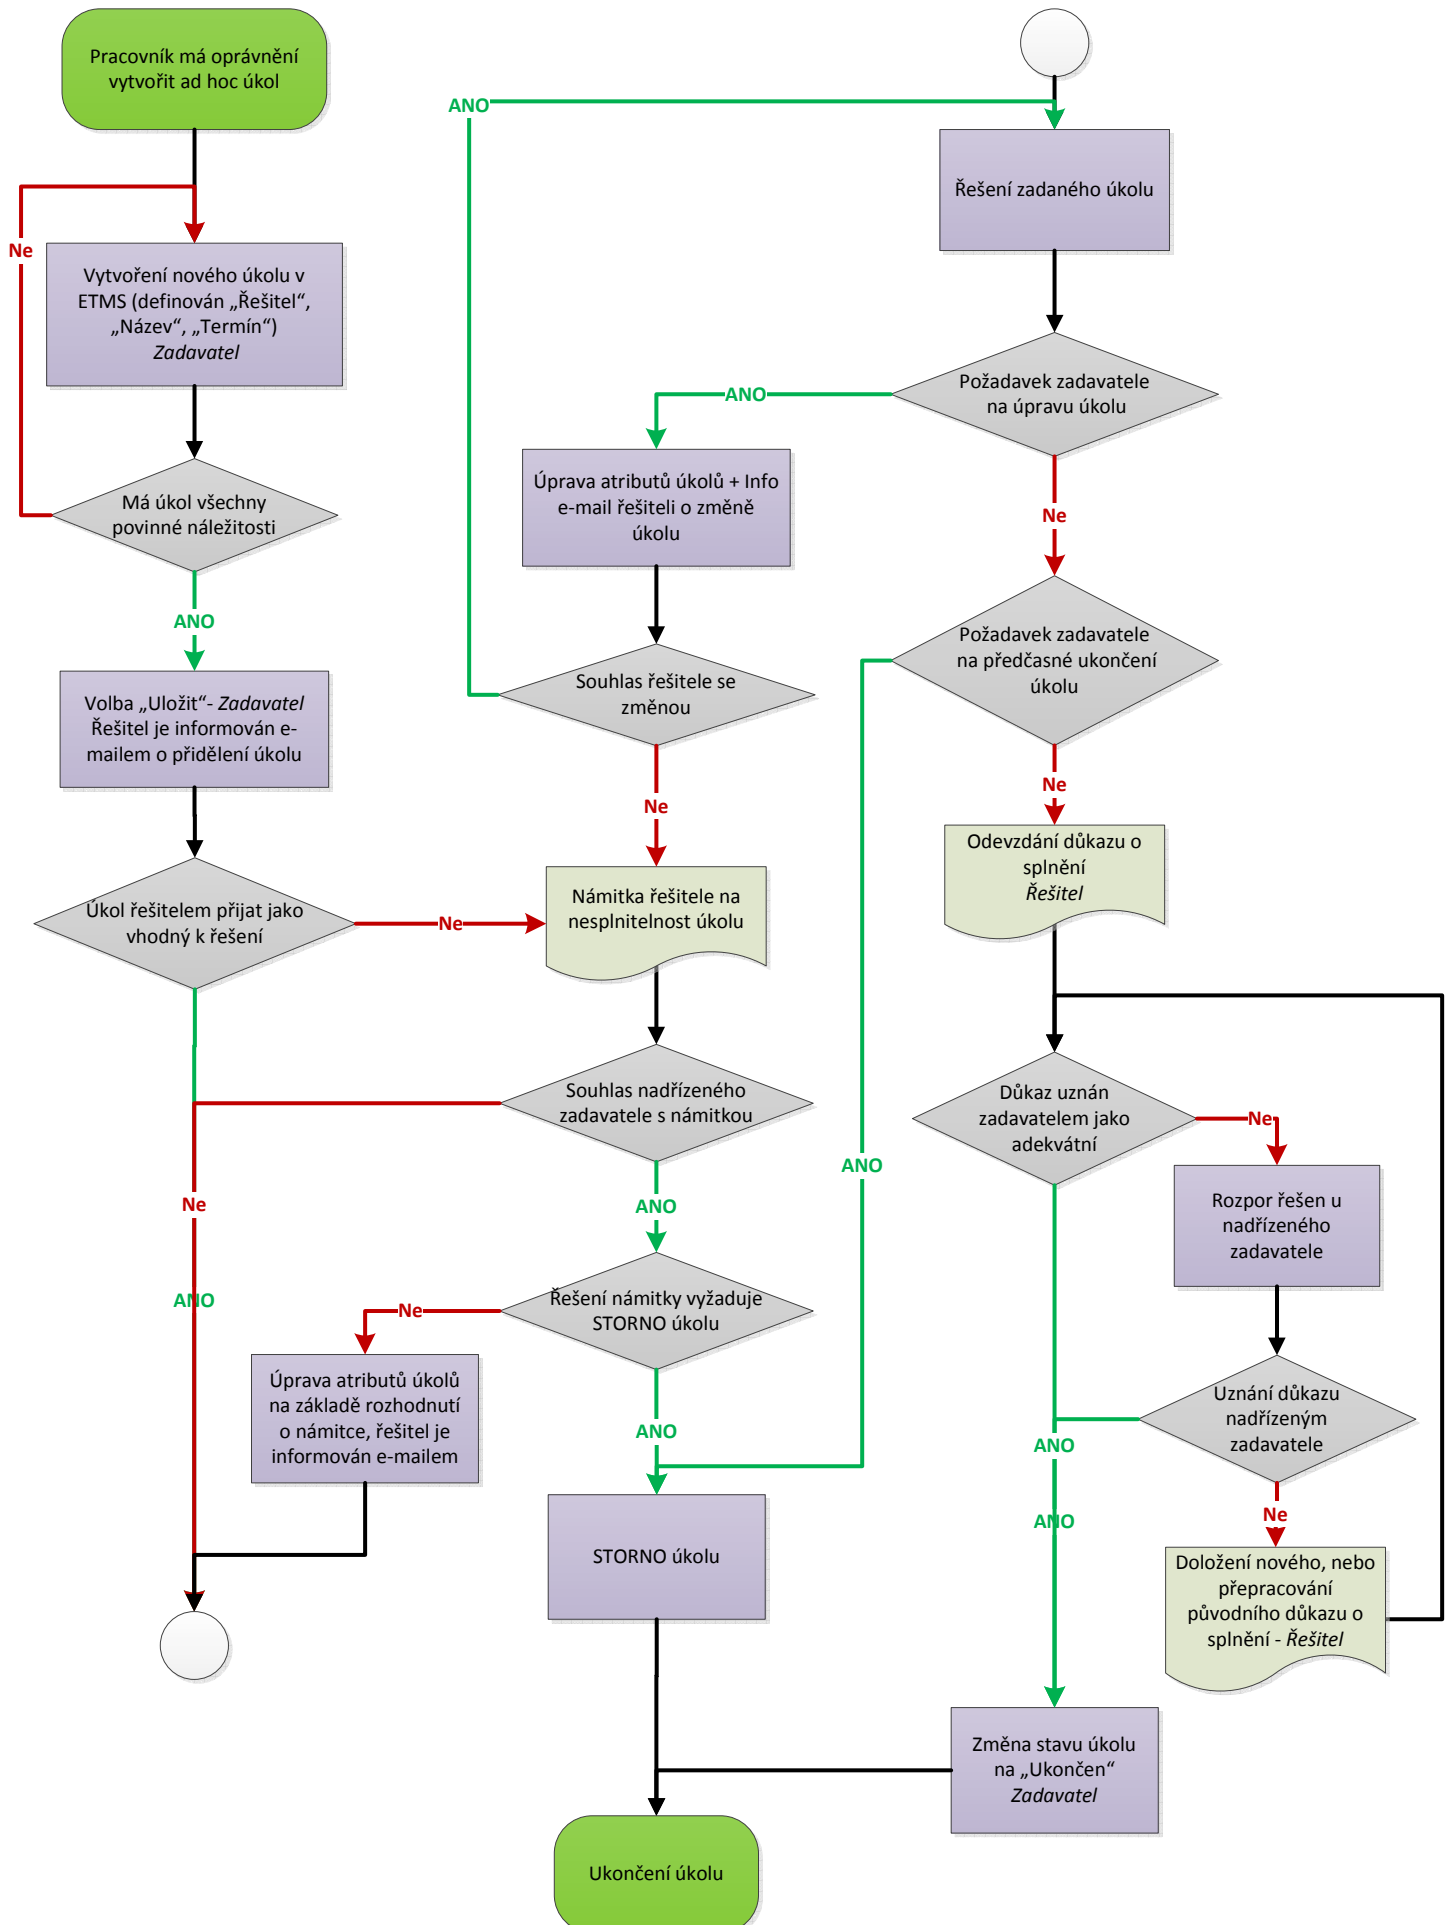 Pracovník má oprávnění
vytvořit ad hoc úkol
Ne
Vytvoření nového úkolu v
ETMS (definován „Řešitel“,
„Název“, „Termín“)
Zadavatel
Má úkol všechny
povinné náležitosti
ANO
Volba „Uložit“- Zadavatel
Řešitel je informován e-
mailem o přidělení úkolu
Úkol řešitelem přijat jako
vhodný k řešení
Ne
Ne
ANO
ANO
Řešení zadaného úkolu
Požadavek zadavatele
na úpravu úkolu
ANO
Úprava atributů úkolů + Info
e-mail řešiteli o změně
úkolu
Souhlas řešitele se
změnou
Ne
Námitka řešitele na
nesplnitelnost úkolu
Souhlas nadřízeného
zadavatele s námitkou
ANO
Řešení námitky vyžaduje
STORNO úkolu
Ne
Úprava atributů úkolů
na základě rozhodnutí
o námitce, řešitel je
informován e-mailem
ANO
STORNO úkolu
Ne
Požadavek zadavatele
na předčasné ukončení
úkolu
ANO
Ne
Odevzdání důkazu o
splnění
Řešitel
Důkaz uznán
zadavatelem jako
adekvátní
Ne
Rozpor řešen u
nadřízeného
zadavatele
Uznání důkazu
nadřízeným
zadavatele
ANO
ANO
Ne
Doložení nového, nebo
přepracování
původního důkazu o
splnění - Řešitel
Změna stavu úkolu
na „Ukončen“
Zadavatel
Ukončení úkolu